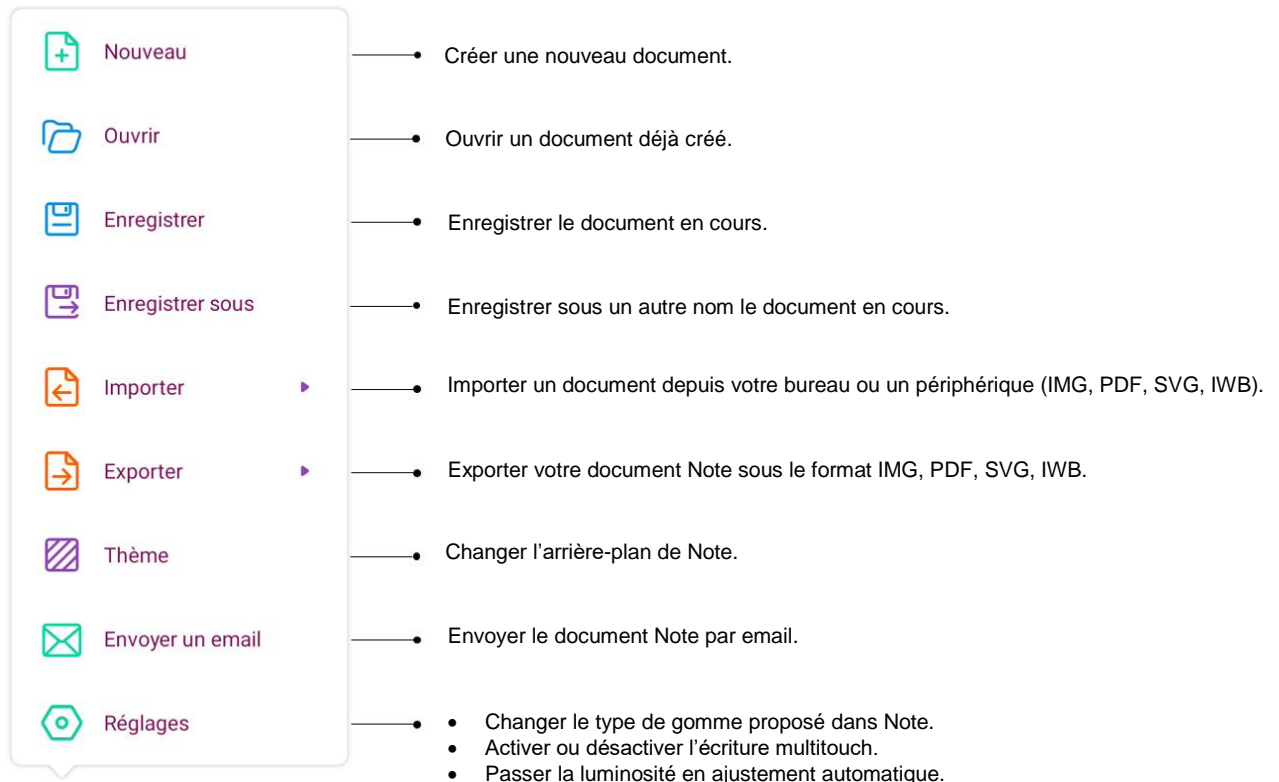 Nouveau
Créer une nouveau document.
Ouvrir
Ouvrir un document déjà créé.
Enregistrer
Enregistrer le document en cours.
Enregistrer sous
Enregistrer sous un autre nom le document en cours.
Importer
Importer un document depuis votre bureau ou un périphérique (IMG, PDF, SVG, IWB).
Exporter
Exporter votre document Note sous le format IMG, PDF, SVG, IWB.
Thème
Changer l’arrière-plan de Note.
Envoyer un email
Envoyer le document Note par email.
Réglages
• Changer le type de gomme proposé dans Note.
• Activer ou désactiver l’écriture multitouch.
• Passer la luminosité en ajustement automatique.